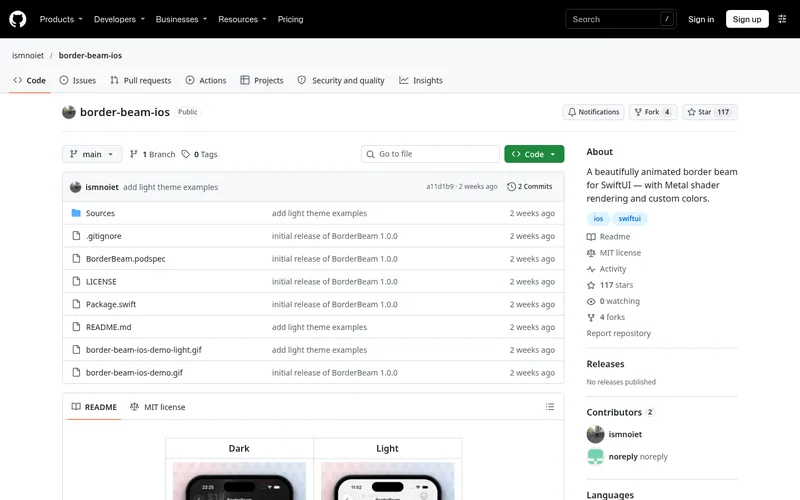 Products Developers Businesses Resources Pricing Search / Sign in Sign up
ismnoiet / border-beam-ios
Code Issues Pull requests Actions Projects Security and quality Insights
border-beam-ios Public Notifications Fork 4 Star 117
main 1 Branch 0 Tags Go to file Code
ismnoiet add light theme examples a11d1b9 · 2 weeks ago 2 Commits
Sources add light theme examples 2 weeks ago
.gitignore initial release of BorderBeam 1.0.0 2 weeks ago
BorderBeam.podspec initial release of BorderBeam 1.0.0 2 weeks ago
LICENSE initial release of BorderBeam 1.0.0 2 weeks ago
Package.swift initial release of BorderBeam 1.0.0 2 weeks ago
README.md add light theme examples 2 weeks ago
border-beam-ios-demo-light.gif add light theme examples 2 weeks ago
border-beam-ios-demo.gif initial release of BorderBeam 1.0.0 2 weeks ago
README MIT license
Dark Light
22:25
11:52
About
A beautifully animated border beam
for SwiftUI — with Metal shader
rendering and custom colors.
ios swiftui
Readme
MIT license
Activity
117 stars
0 watching
4 forks
Report repository
Releases
No releases published
Contributors 2
ismnoiet
noreply noreply
Languages